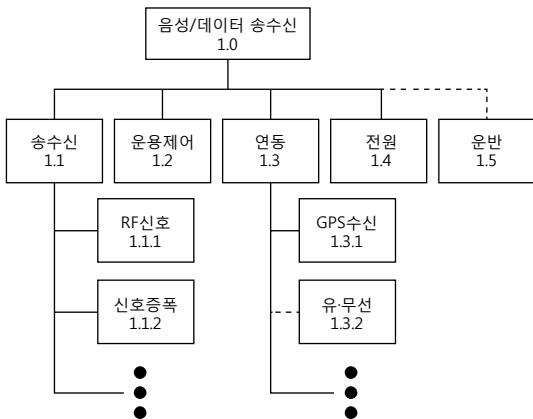 음성/데이터 송수신
1.0
송수신
1.1
운용제어
1.2
연동
1.3
전원
1.4
운반
1.5
RF신호
1.1.1
GPS수신
1.3.1
신호증폭
1.1.2
유·무선
1.3.2